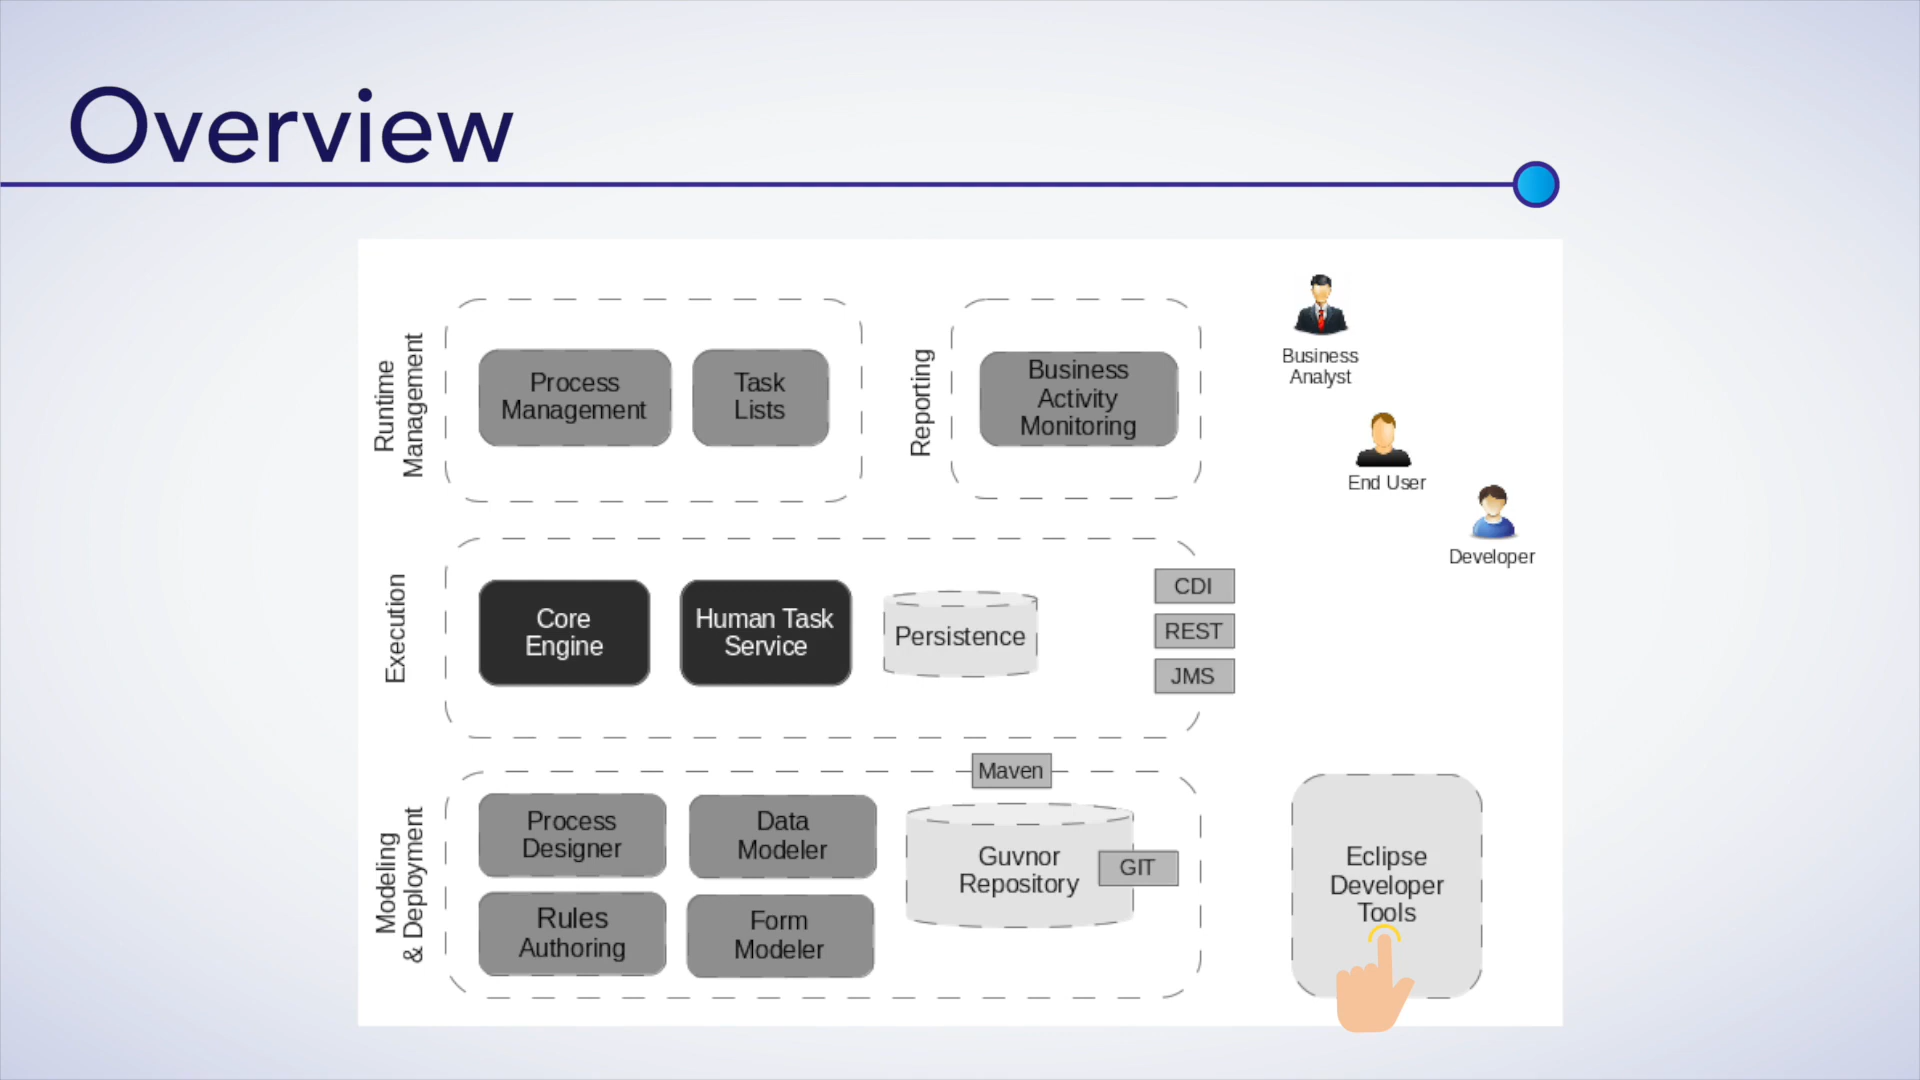 Overview
Runtime
Management
Process
Management
Task
Lists
Reporting
Business
Activity
Monitoring
Business
Analyst
End User
Developer
Execution
Core
Engine
Human Task
Service
Persistence
CDI
REST
JMS
Modeling
& Deployment
Process
Designer
Data
Modeler
Rules
Authoring
Form
Modeler
Maven
Guvnor
Repository
GIT
Eclipse
Developer
Tools